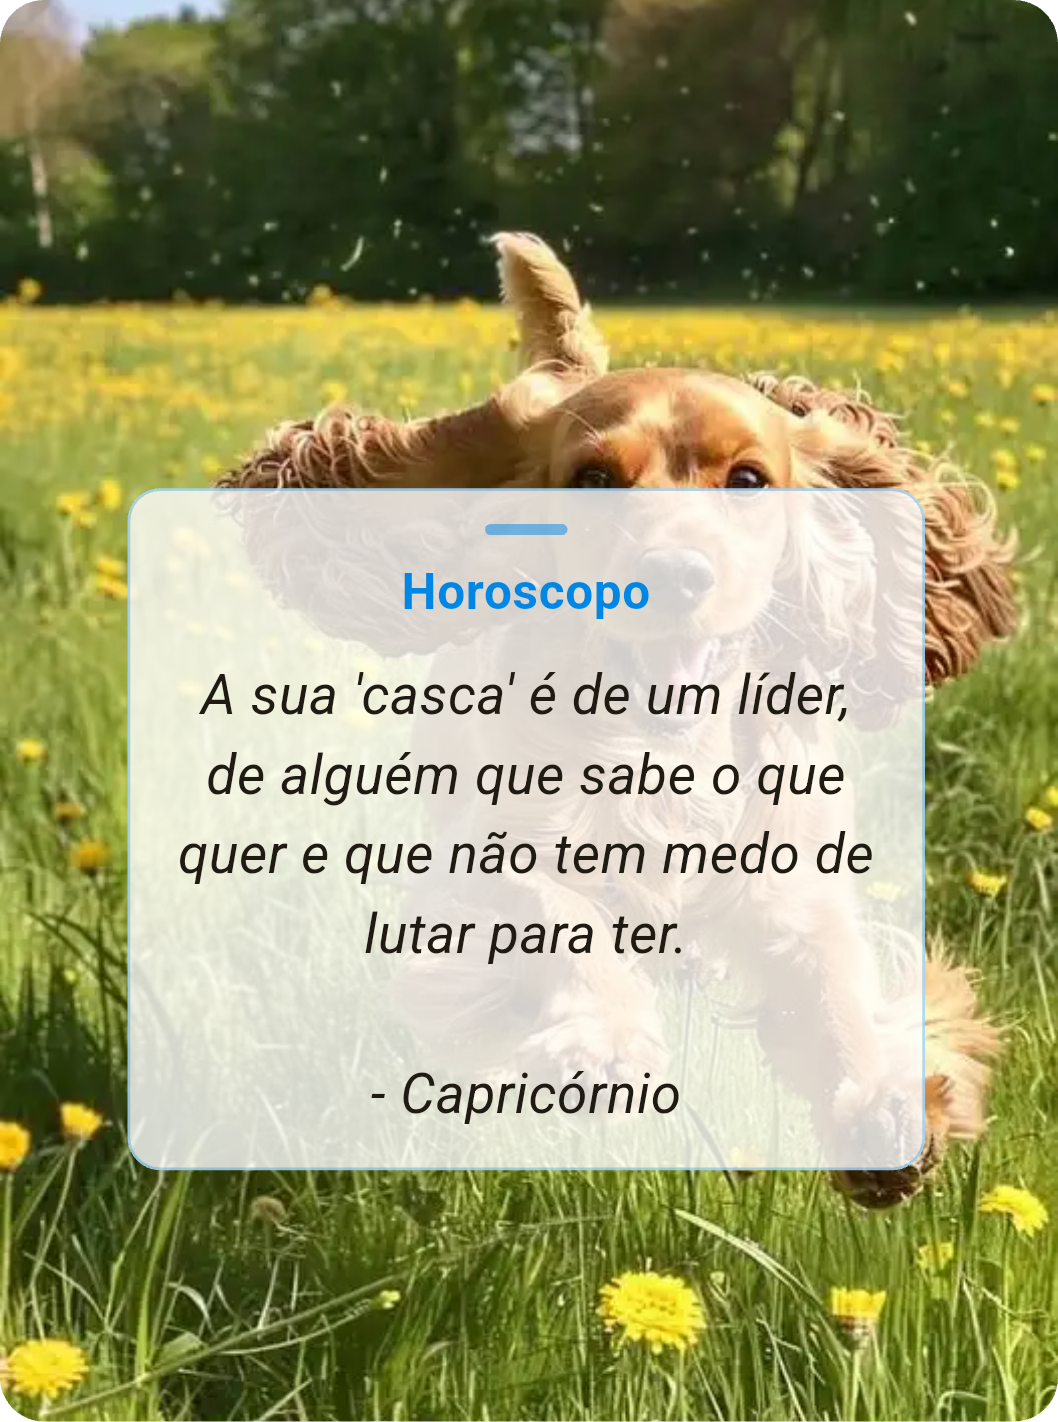 Horoscopo
A sua 'casca' é de um líder,
de alguém que sabe o que
quer e que não tem medo de
lutar para ter.
- Capricórnio